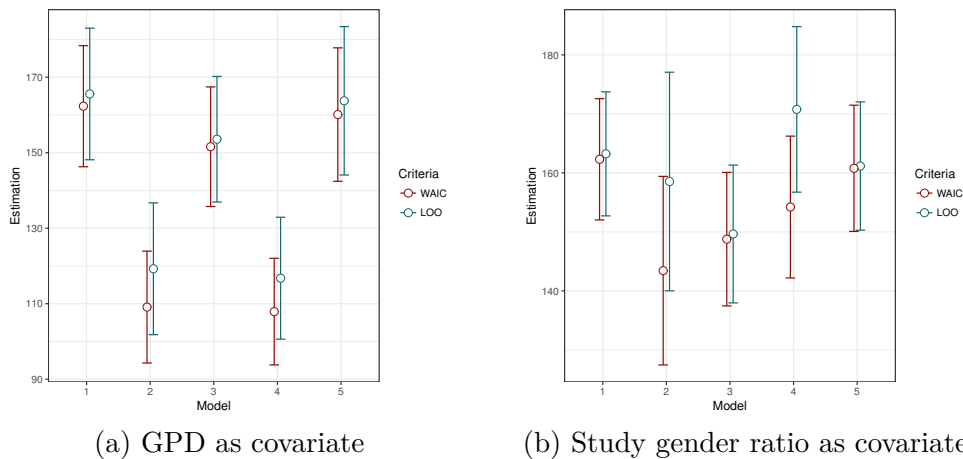 170
150
130
110
90
Estimation
1 2 3 4 5
Model
Criteria
WAIC
LOO
(a) GPD as covariate
180
160
140
Estimation
1 2 3 4 5
Model
Criteria
WAIC
LOO
(b) Study gender ratio as covariate